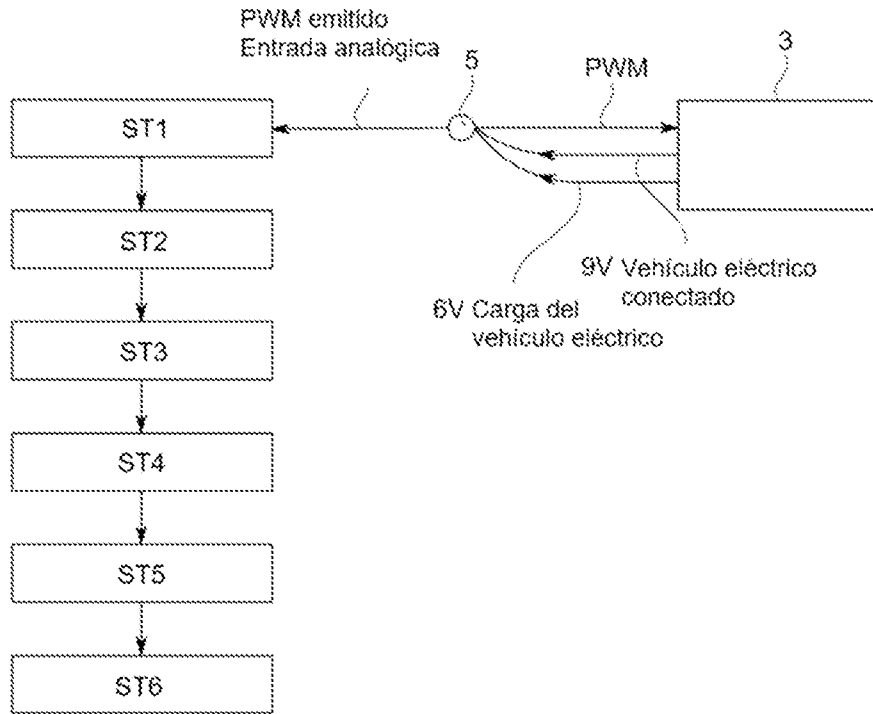 PWM emitido
Entrada analógica
5
PWM
3
ST1
ST2
ST3
ST4
ST5
ST6
9V Vehículo eléctrico
conectado
6V Carga del
vehículo eléctrico